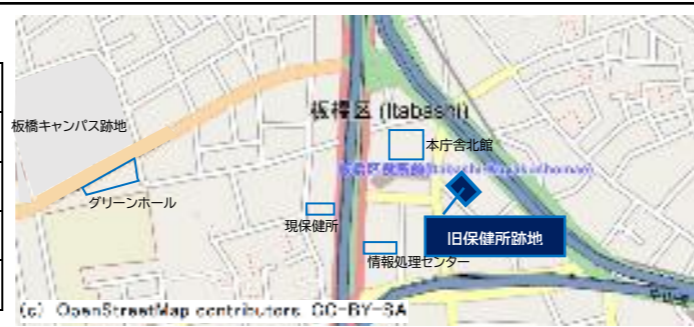 板橋区 (Itabashi)
板橋キャンパス跡地
本庁舎北館
グリーンホール
現保健所
旧保健所跡地
情報処理センター
(c) OpenStreetMap contributors CC-BY-SA